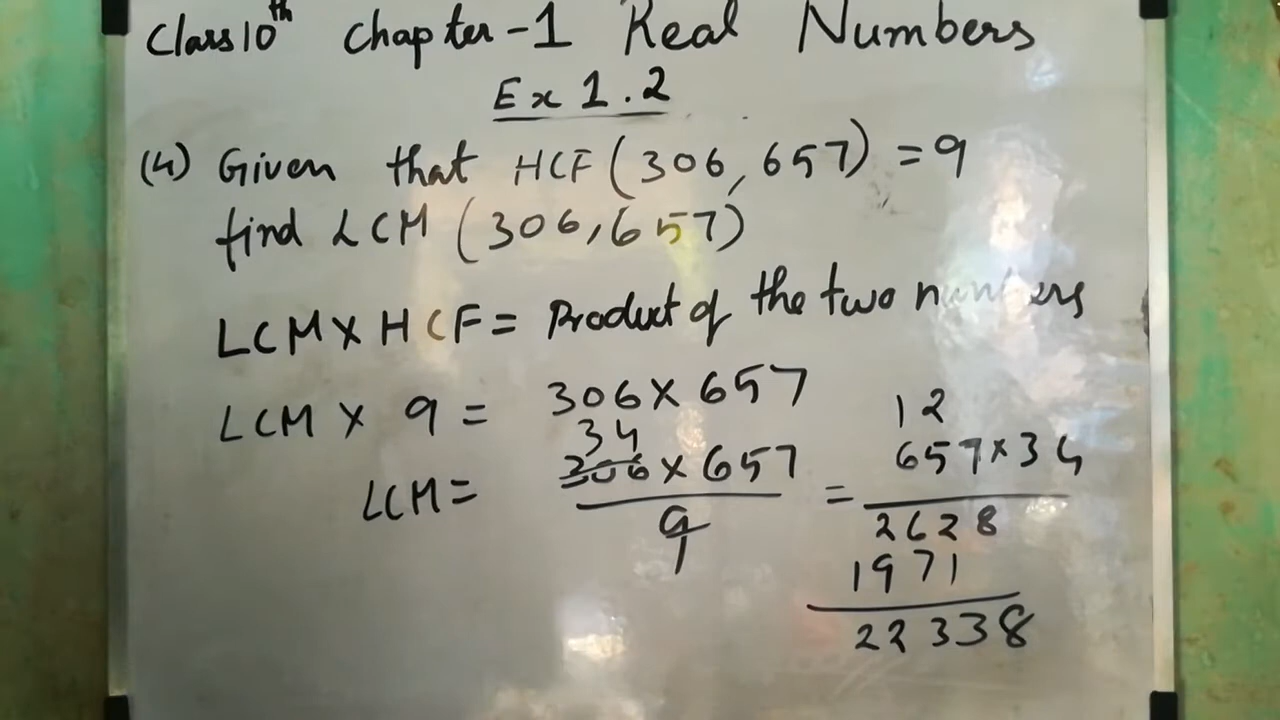 Class 10th Chapter-1 Real Numbers
Ex 1.2
(4) Given that HCF (306, 657) = 9
find LCM (306, 657)
LCM X HCF = Product of the two numbers
LCM X 9 = 306 X 657
34 12
LCM = 306 X 657 = 657 X 34
9 2628
1971
22338